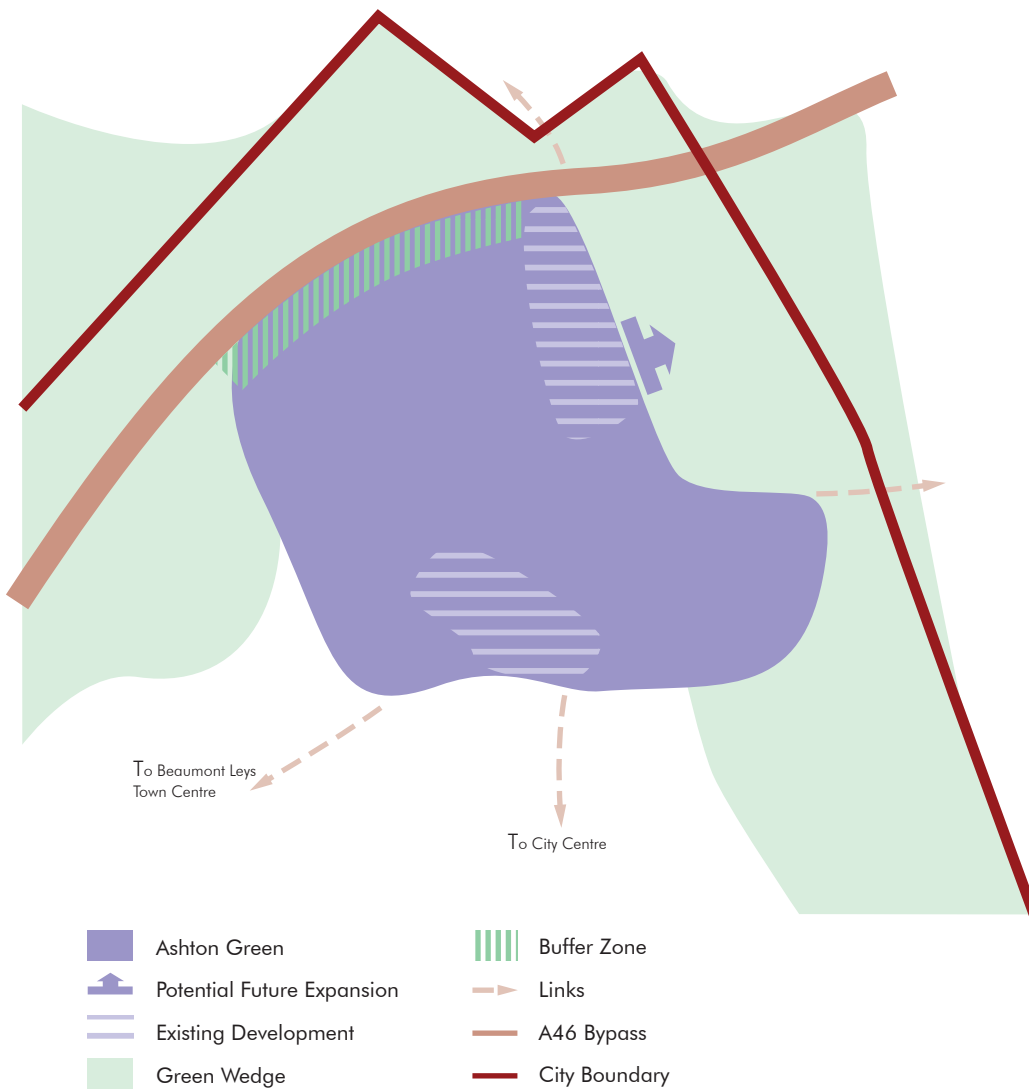 To Beaumont Leys
Town Centre
To City Centre
Ashton Green
Potential Future Expansion
Existing Development
Green Wedge
Buffer Zone
Links
A46 Bypass
City Boundary